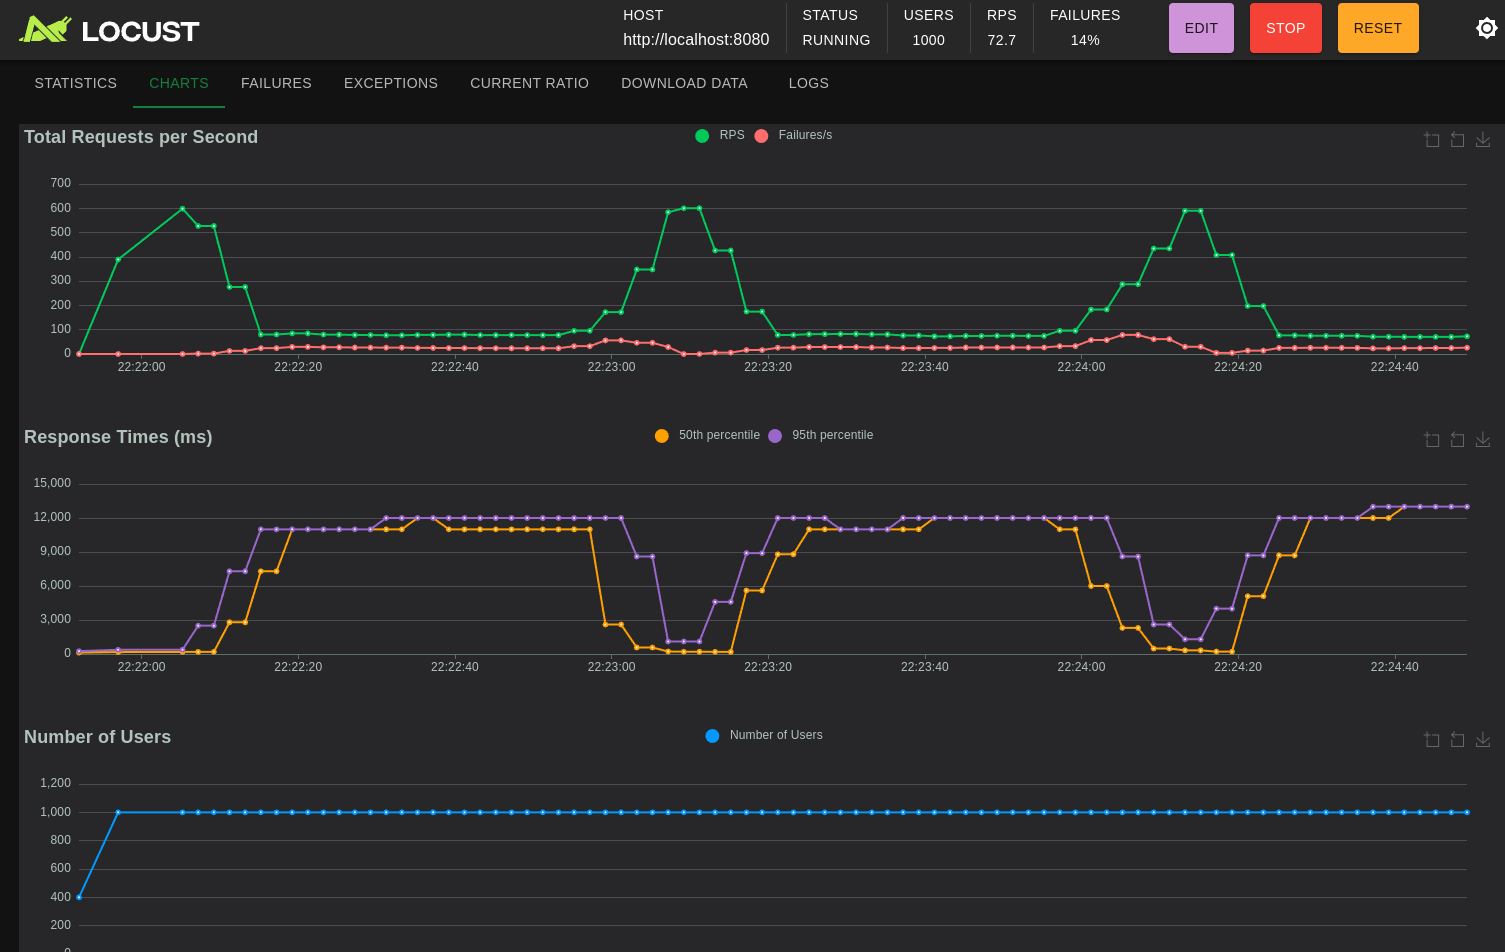 LOCUST
HOST
http://localhost:8080
STATUS
RUNNING
USERS
1000
RPS
72.7
FAILURES
14%
EDIT
STOP
RESET
STATISTICS CHARTS FAILURES EXCEPTIONS CURRENT RATIO DOWNLOAD DATA LOGS
Total Requests per Second
RPS Failures/s
700
600
500
400
300
200
100
0
22:22:00 22:22:20 22:22:40 22:23:00 22:23:20 22:23:40 22:24:00 22:24:20 22:24:40
Response Times (ms)
50th percentile 95th percentile
15,000
12,000
9,000
6,000
3,000
0
22:22:00 22:22:20 22:22:40 22:23:00 22:23:20 22:23:40 22:24:00 22:24:20 22:24:40
Number of Users
Number of Users
1,200
1,000
800
600
400
200
0